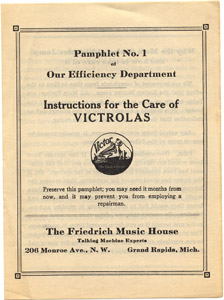 Pamphlet No. 1
of
Our Efficiency Department
Instructions for the Care of
VICTROLAS
Victor
Preserve this pamphlet; you may need it months from
now, and it may prevent you from employing a
repairman.
The Friedrich Music House
Talking Machine Experts
206 Monroe Ave., N. W. Grand Rapids, Mich.